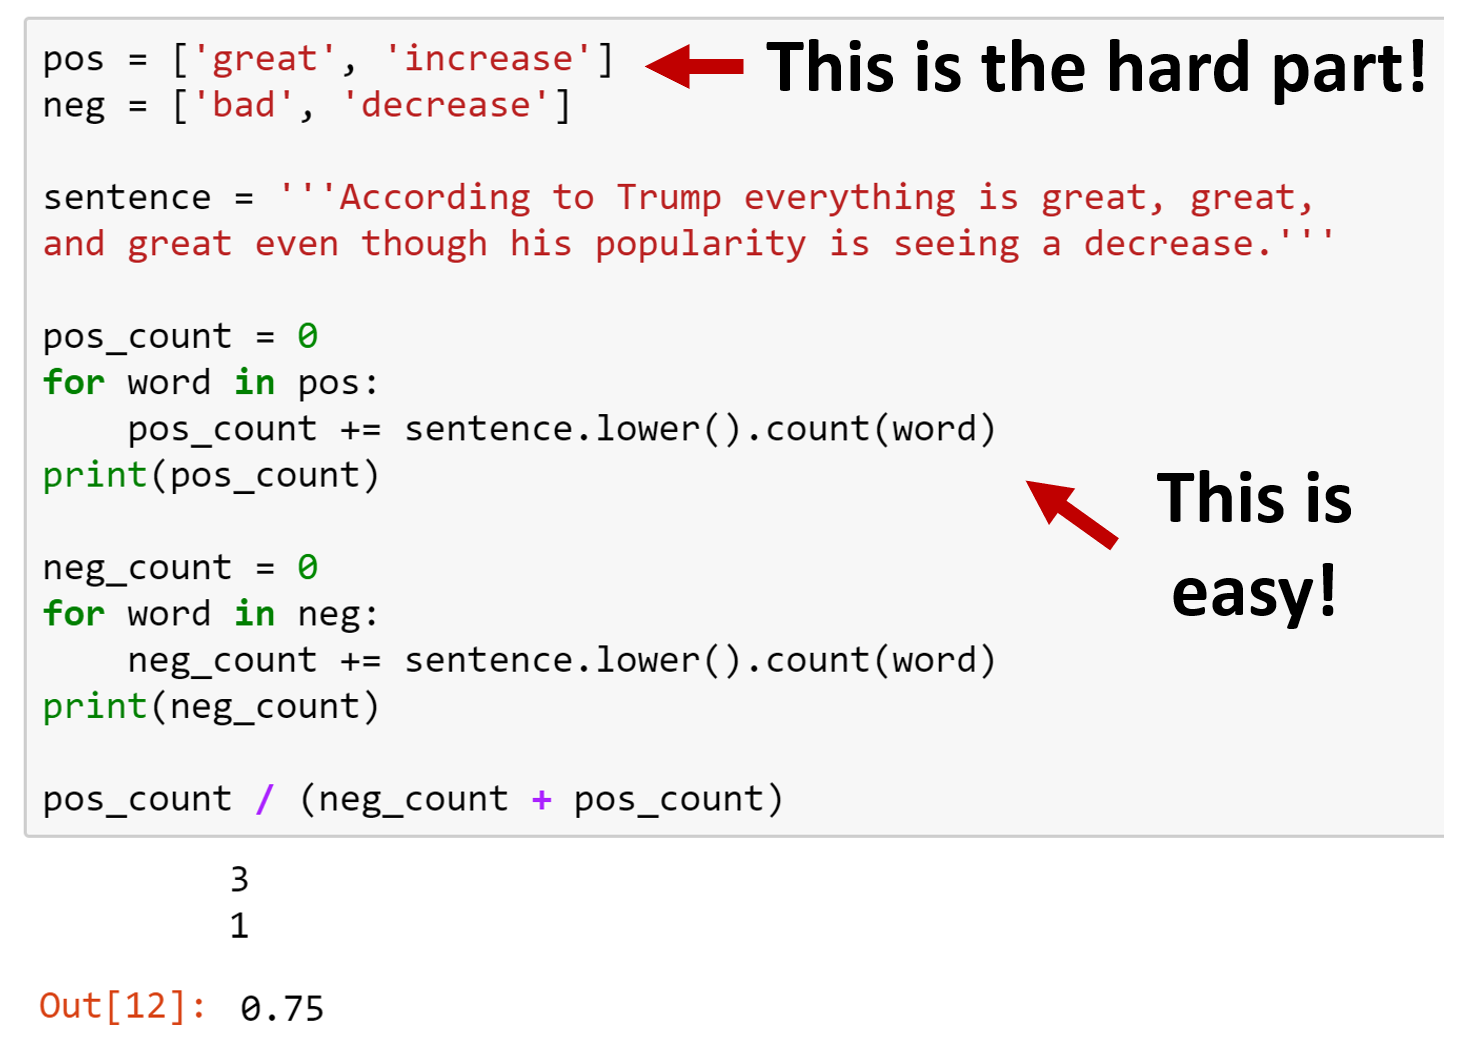 pos = ['great', 'increase']
This is the hard part!
neg = ['bad', 'decrease']
sentence = '''According to Trump everything is great, great,
and great even though his popularity is seeing a decrease.'''
pos_count = 0
for word in pos:
    pos_count += sentence.lower().count(word)
print(pos_count)
This is
easy!
neg_count = 0
for word in neg:
    neg_count += sentence.lower().count(word)
print(neg_count)
pos_count / (neg_count + pos_count)
3
1
Out[12]: 0.75